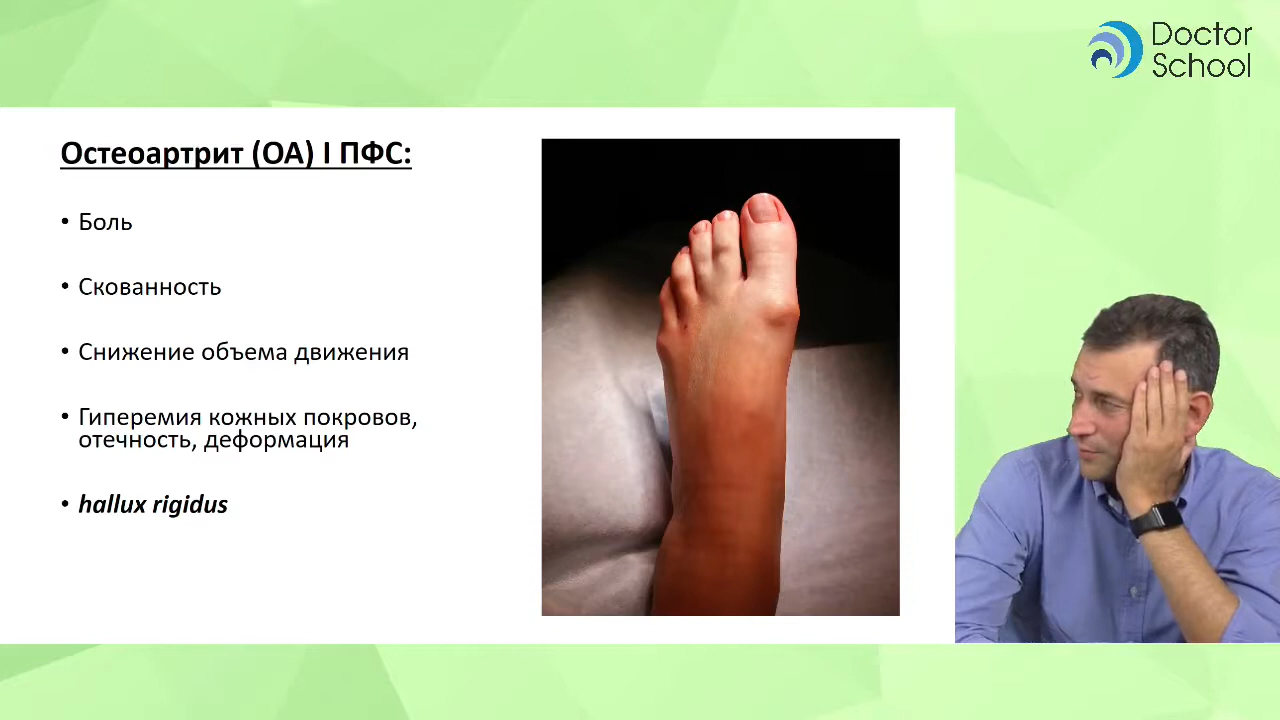 Doctor
School
Остеоартрит (ОА) I ПФС:
• Боль
• Скованность
• Снижение объема движения
• Гиперемия кожных покровов,
отечность, деформация
• hallux rigidus